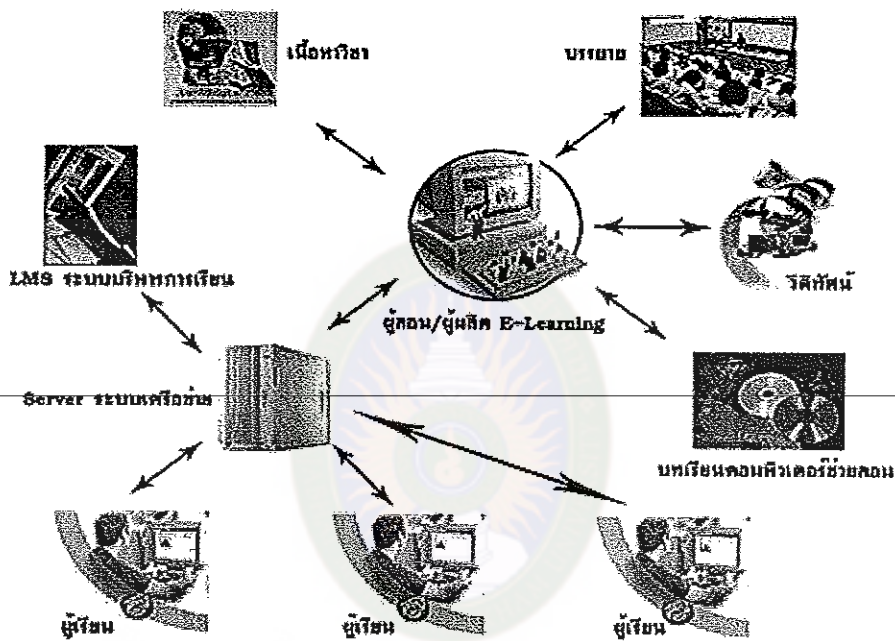 เนื้อหาวิชา
บรรยาย
LMS ระบบบริหารการเรียน
วีดิทัศน์
ผู้สอน/ผู้ผลิต E-Learning
Server ระบบเครือข่าย
บทเรียนคอมพิวเตอร์ช่วยสอน
ผู้เรียน
ผู้เรียน
ผู้เรียน